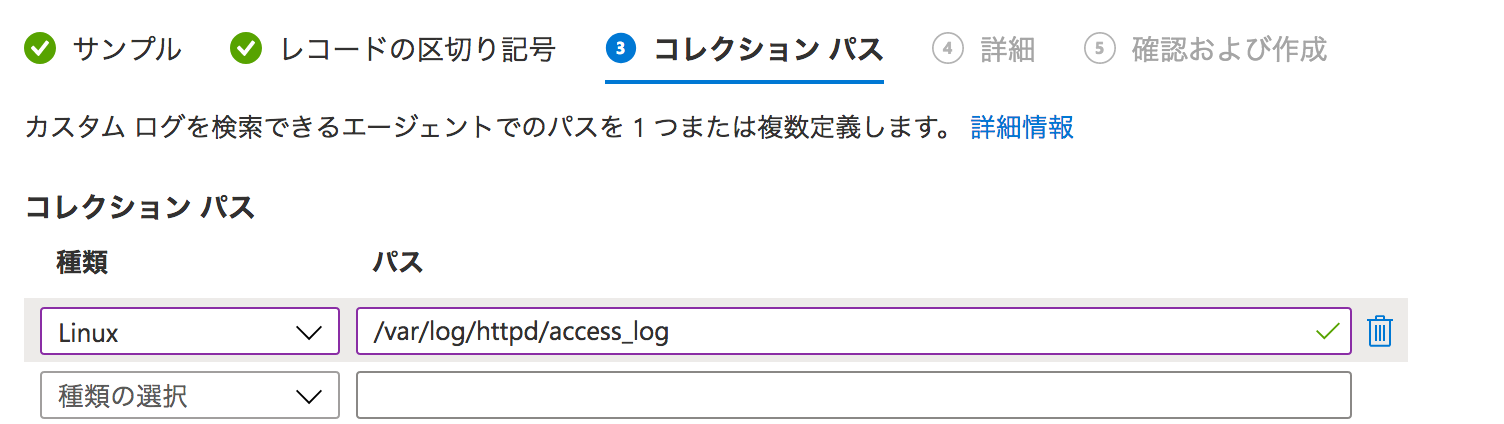 サンプル レコードの区切り記号 3 コレクション パス 4 詳細 5 確認および作成
カスタム ログを検索できるエージェントでのパスを 1 つまたは複数定義します。 詳細情報
コレクション パス
種類 パス
Linux /var/log/httpd/access_log
種類の選択